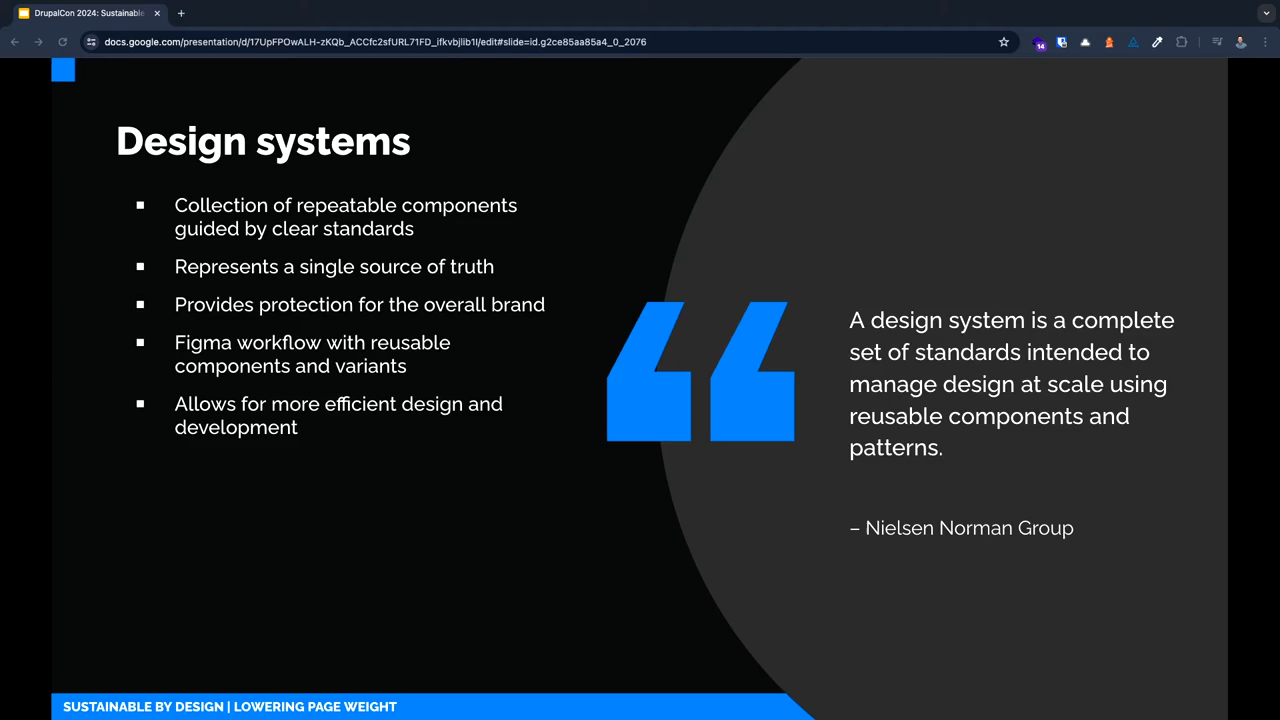 DrupalCon 2024: Sustainable
docs.google.com/presentation/d/17UpFPOwALH-zKQb_ACCfc2sfURL71FD_ifkvbjlib1I/edit#slide=id.g2ce85aa85a4_0_2076
14
Design systems
Collection of repeatable components
guided by clear standards
Represents a single source of truth
Provides protection for the overall brand
Figma workflow with reusable
components and variants
Allows for more efficient design and
development
A design system is a complete
set of standards intended to
manage design at scale using
reusable components and
patterns.
– Nielsen Norman Group
SUSTAINABLE BY DESIGN | LOWERING PAGE WEIGHT